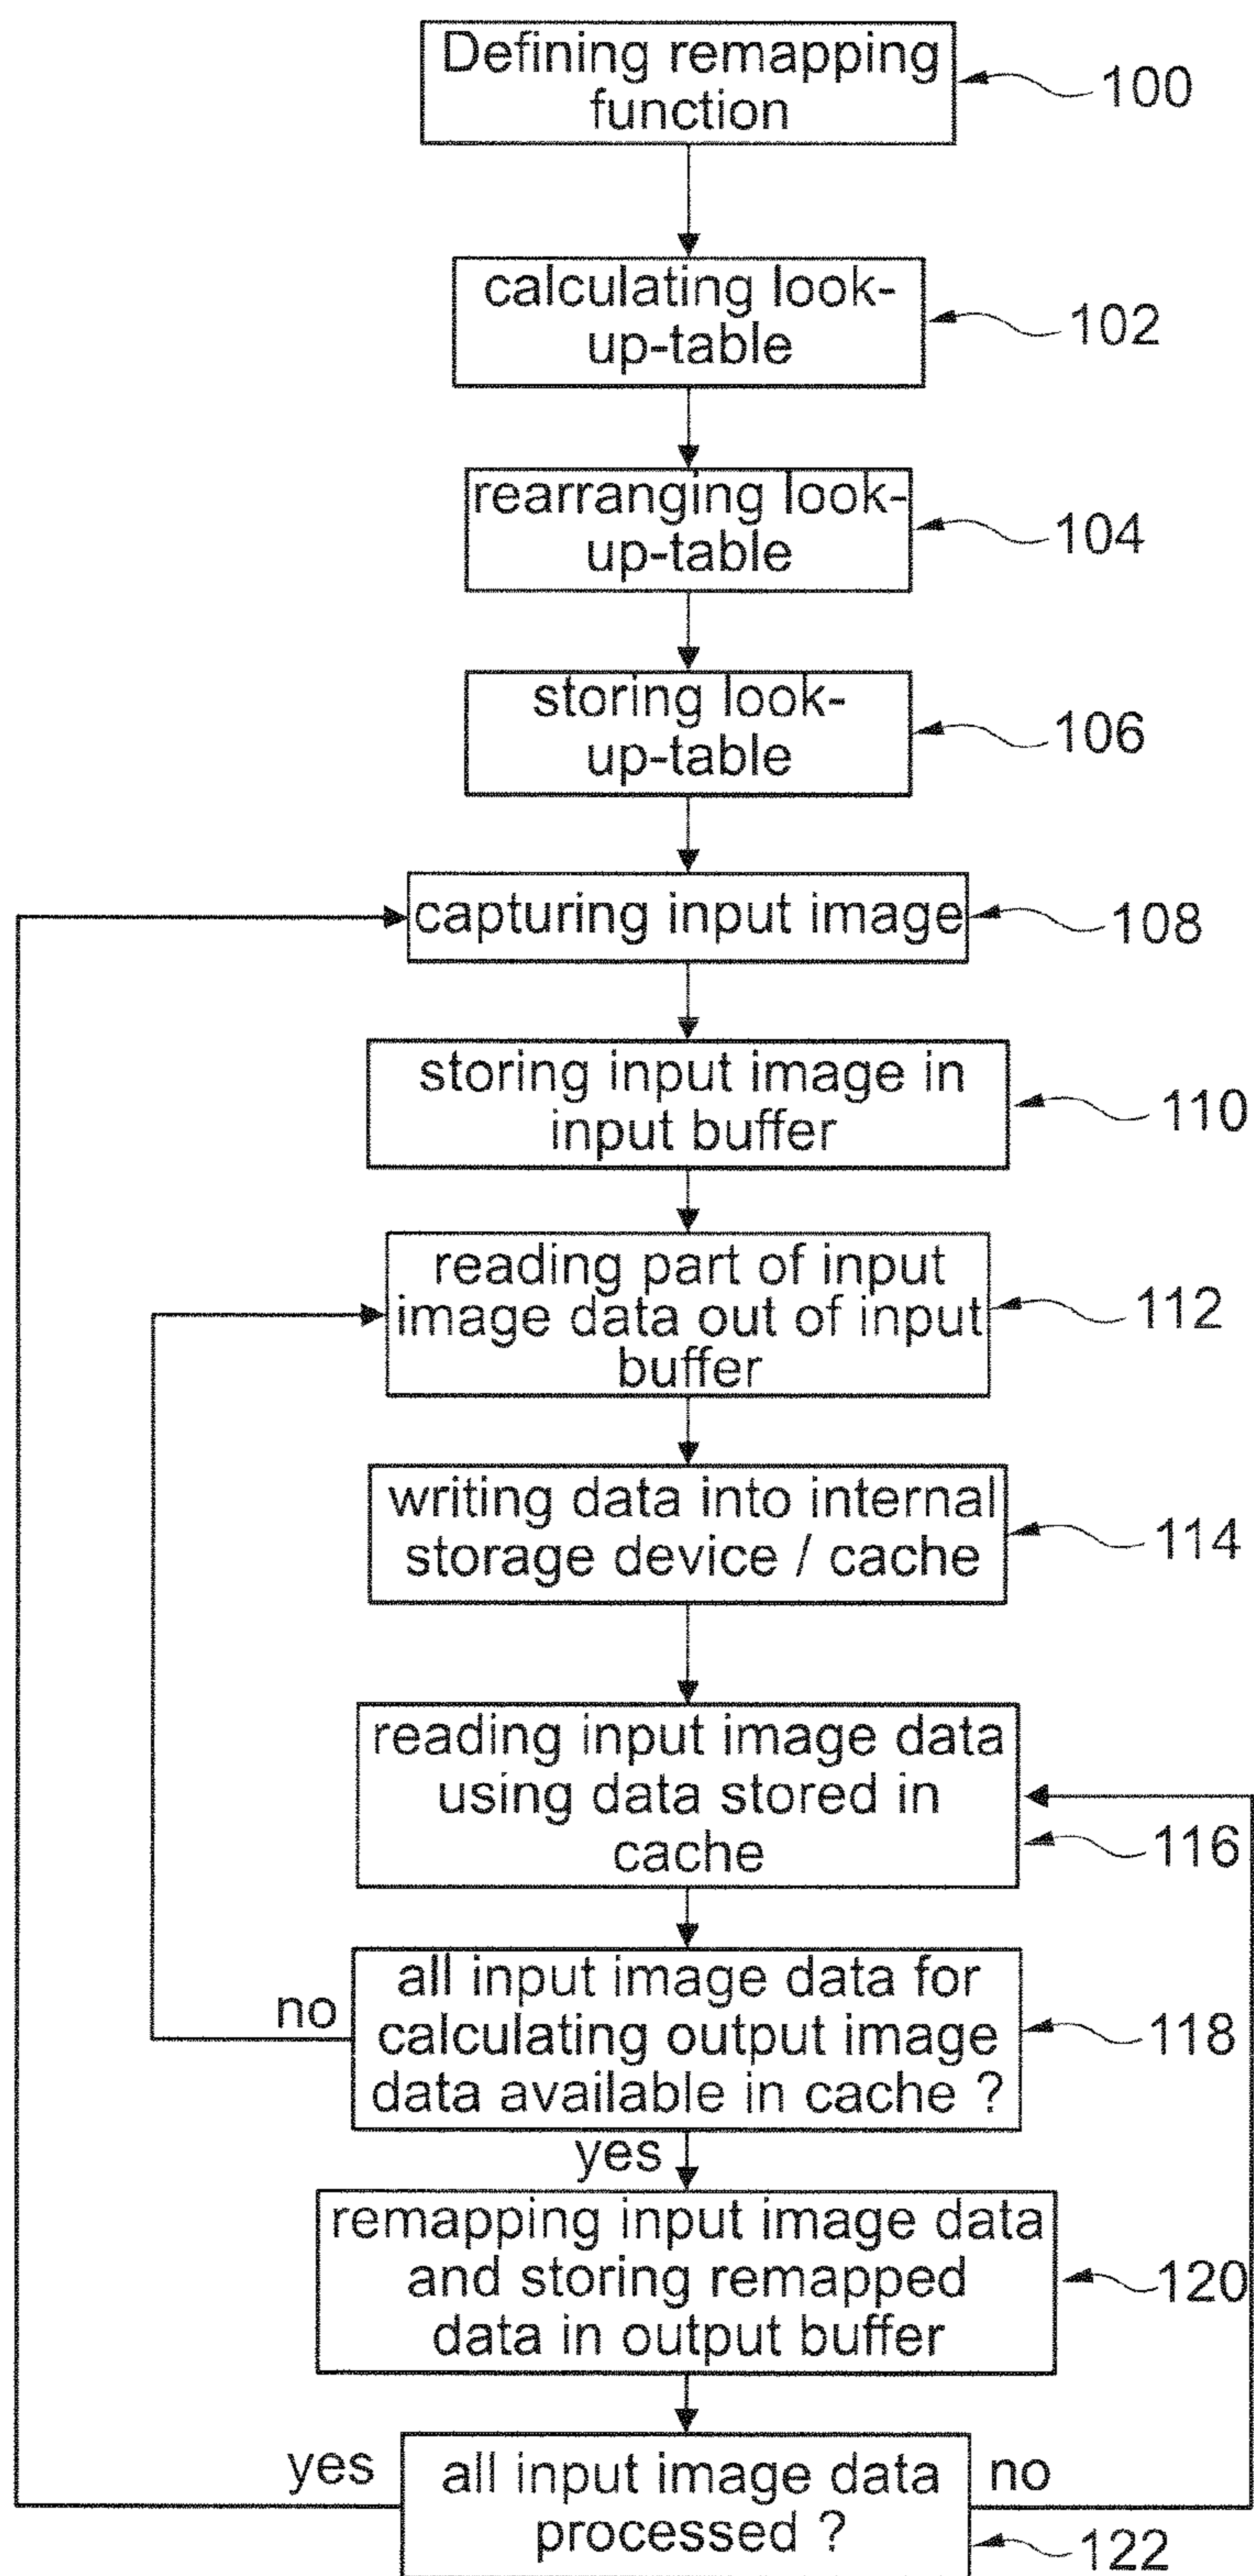 Defining remapping
function
100
calculating look-
up-table
102
rearranging look-
up-table
104
storing look-
up-table
106
capturing input image
108
storing input image in
input buffer
110
reading part of input
image data out of input
buffer
112
writing data into internal
storage device / cache
114
reading input image data
using data stored in
cache
116
all input image data for
calculating output image
data available in cache ?
118
no
yes
remapping input image data
and storing remapped
data in output buffer
120
all input image data
processed ?
yes
no
122